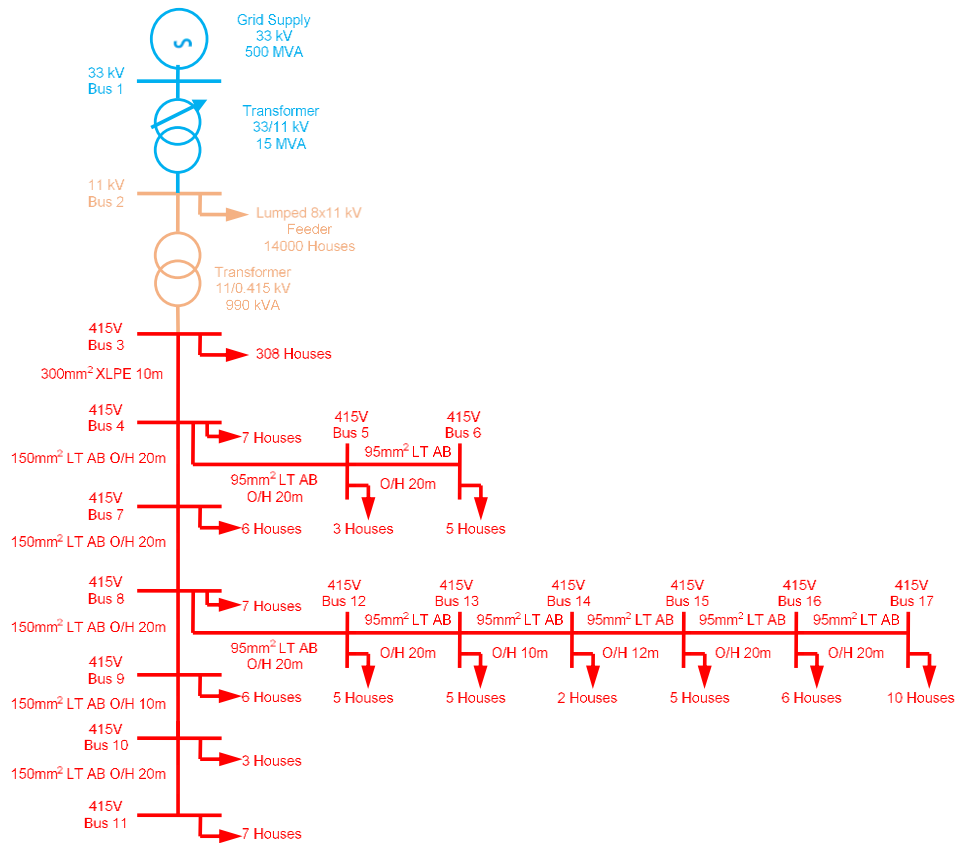 Grid Supply
33 kV
500 MVA
33 kV
Bus 1
Transformer
33/11 kV
15 MVA
11 kV
Bus 2
Lumped 8x11 kV
Feeder
14000 Houses
Transformer
11/0.415 kV
990 kVA
415V
Bus 3
308 Houses
300mm² XLPE 10m
415V
Bus 4
7 Houses
415V
Bus 5
415V
Bus 6
150mm² LT AB O/H 20m
95mm² LT AB
O/H 20m
95mm² LT AB
O/H 20m
3 Houses
5 Houses
415V
Bus 7
6 Houses
150mm² LT AB O/H 20m
415V
Bus 8
7 Houses
415V
Bus 12
415V
Bus 13
415V
Bus 14
415V
Bus 15
415V
Bus 16
415V
Bus 17
150mm² LT AB O/H 20m
95mm² LT AB
O/H 20m
95mm² LT AB
O/H 20m
95mm² LT AB
O/H 10m
95mm² LT AB
O/H 12m
95mm² LT AB
O/H 20m
95mm² LT AB
O/H 20m
5 Houses
5 Houses
2 Houses
5 Houses
6 Houses
10 Houses
415V
Bus 9
6 Houses
150mm² LT AB O/H 10m
415V
Bus 10
3 Houses
150mm² LT AB O/H 20m
415V
Bus 11
7 Houses